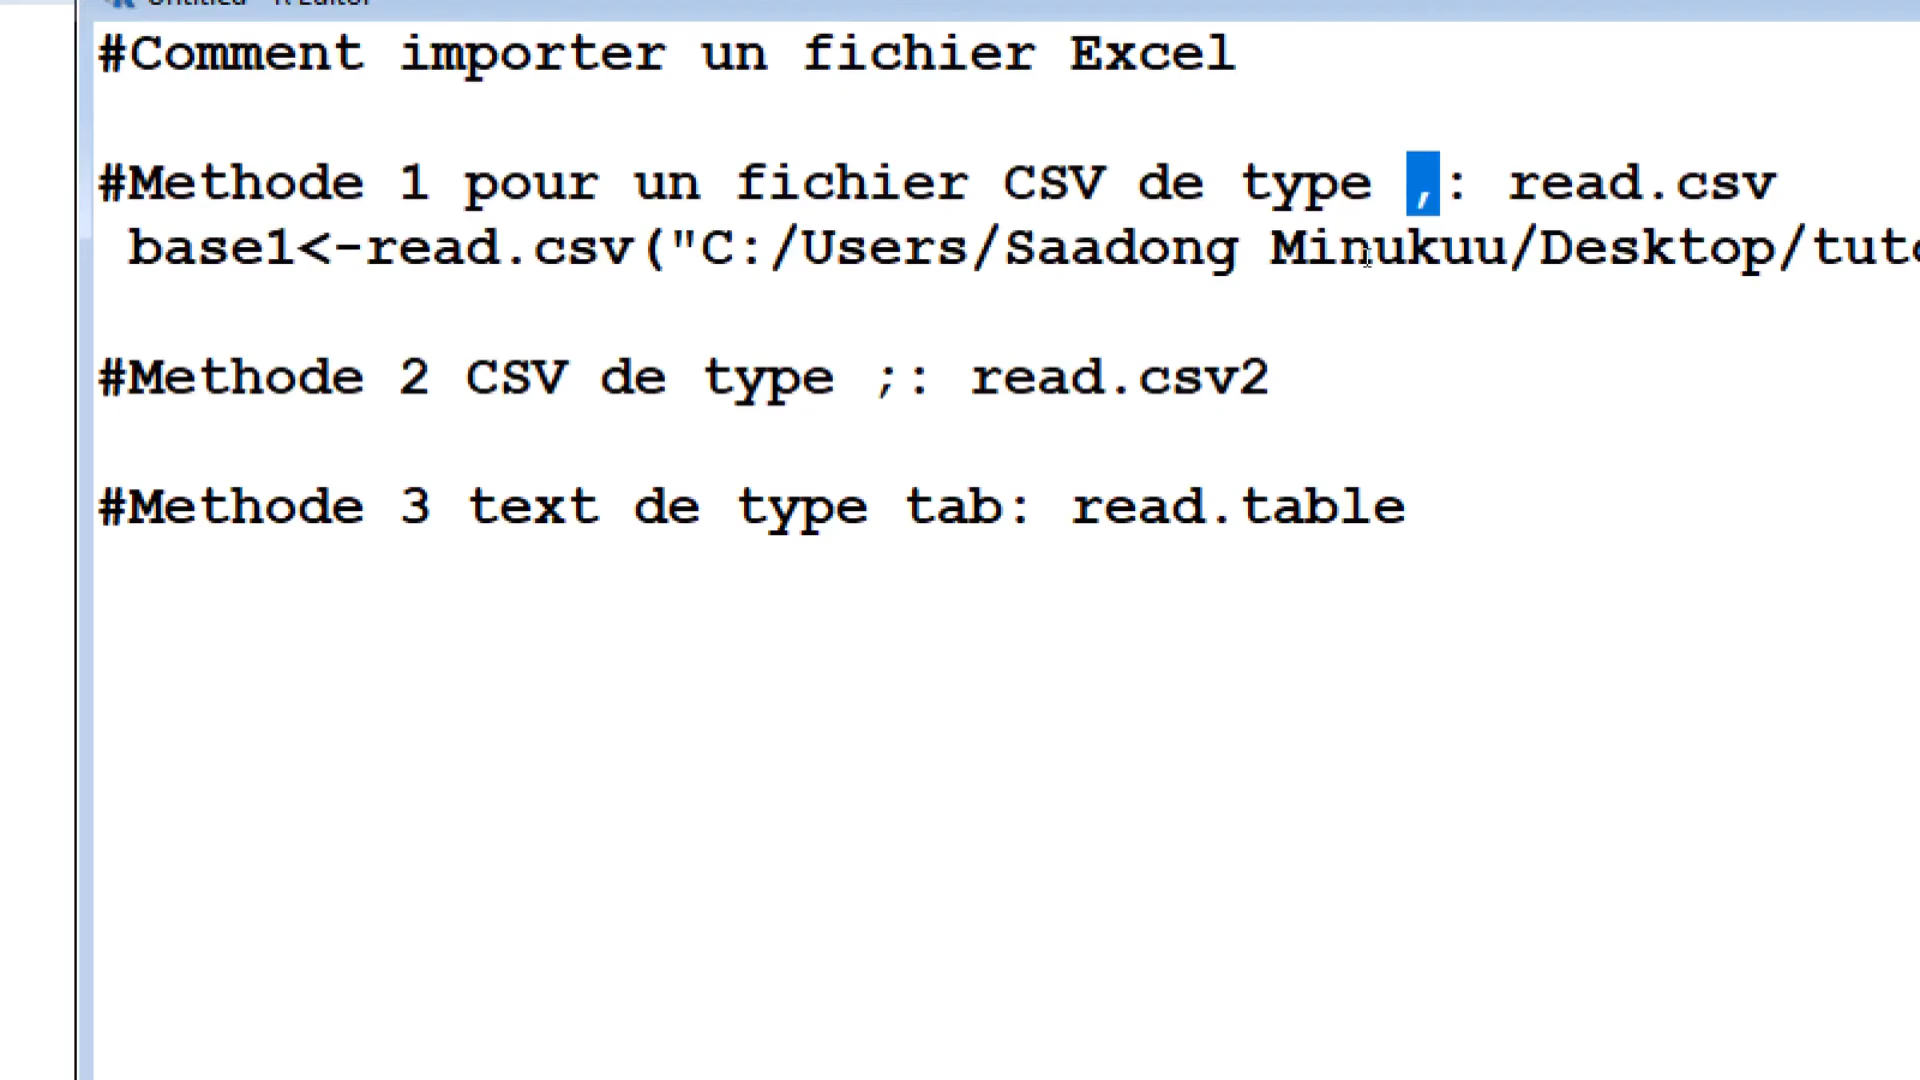 #Comment importer un fichier Excel
#Methode 1 pour un fichier CSV de type ,: read.csv
base1<-read.csv("C:/Users/Saadong Minukuu/Desktop/
#Methode 2 CSV de type ;: read.csv2
#Methode 3 text de type tab: read.table